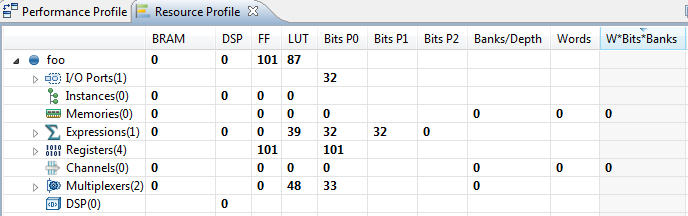 Performance Profile Resource Profile
BRAM DSP FF LUT Bits P0 Bits P1 Bits P2 Banks/Depth Words W*Bits*Banks
foo 0 0 101 87
I/O Ports(1) 32
Instances(0) 0 0 0 0
Memories(0) 0 0 0 0 0 0 0
Expressions(1) 0 0 0 39 32 32 0
Registers(4) 101 101
Channels(0) 0 0 0 0 0 0 0
Multiplexers(2) 0 0 48 33 0
DSP(0) 0